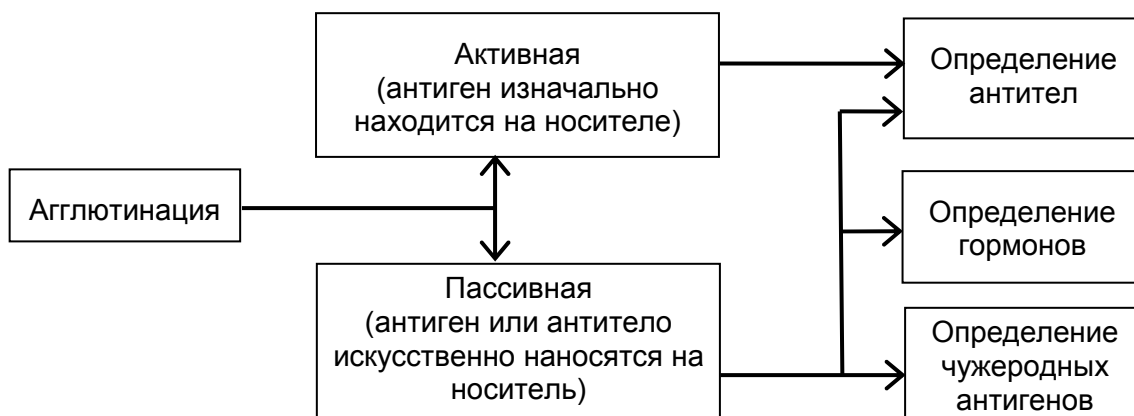 Агглютинация
Активная
(антиген изначально
находится на носителе)
Пассивная
(антиген или антитело
искусственно наносятся на
носитель)
Определение
антител
Определение
гормонов
Определение
чужеродных
антигенов